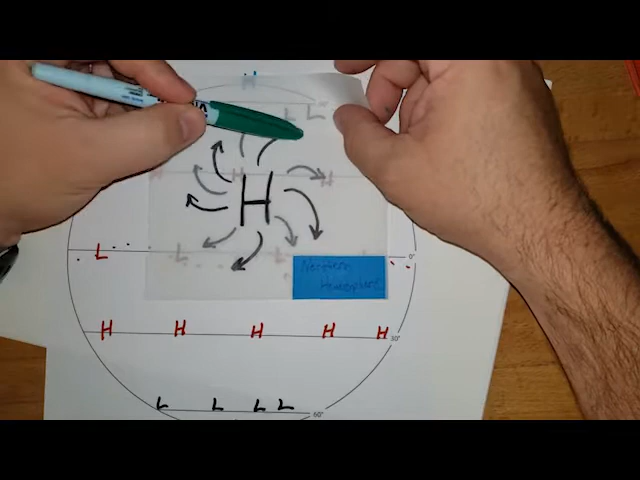 H
L L
H H H
H
L L L 0°
Northern
Hemisphere
H H H H H 30°
L L L L 60°